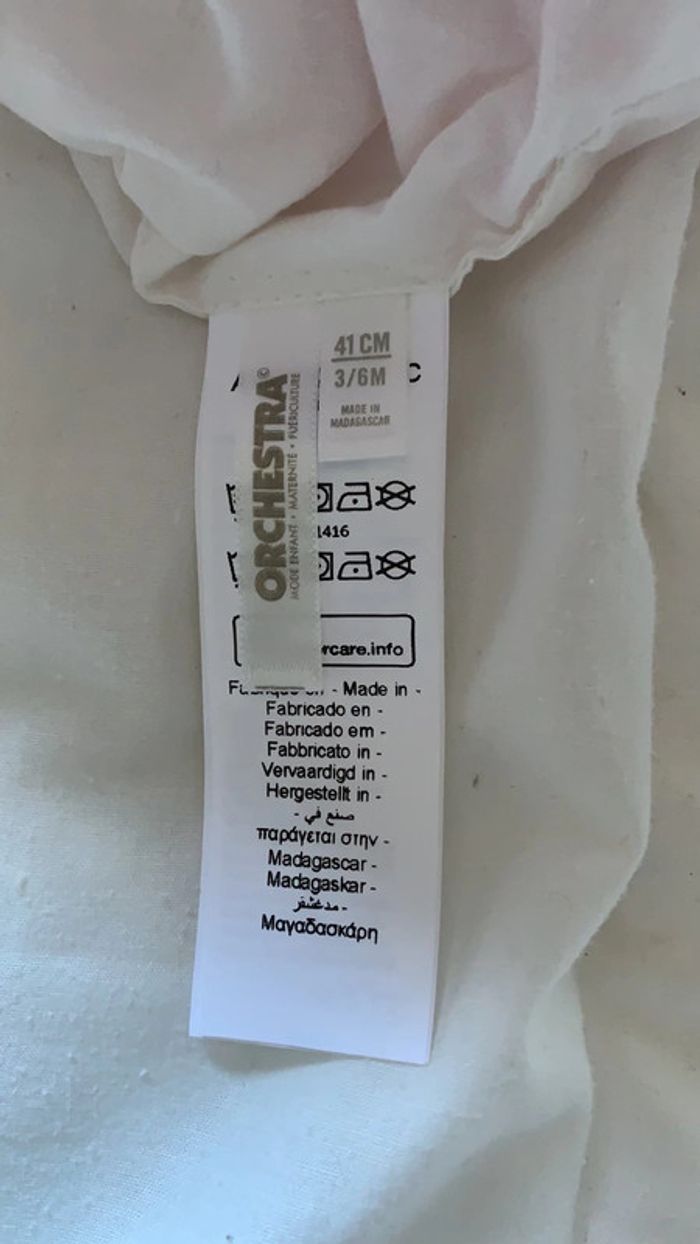 41 CM
3/6M
MADE IN
MADAGASCAR
ORCHESTRA©
MODE ENFANT • MATERNITÉ • PUÉRICULTURE
1416
rcare.info
- Made in -
Fabricado en -
Fabricado em -
Fabbricato in -
Vervaardigd in -
Hergestellt in -
صنع في -
παράγεται στην -
Madagascar -
Madagaskar -
مدغشقر -
Μαγαδασκάρη